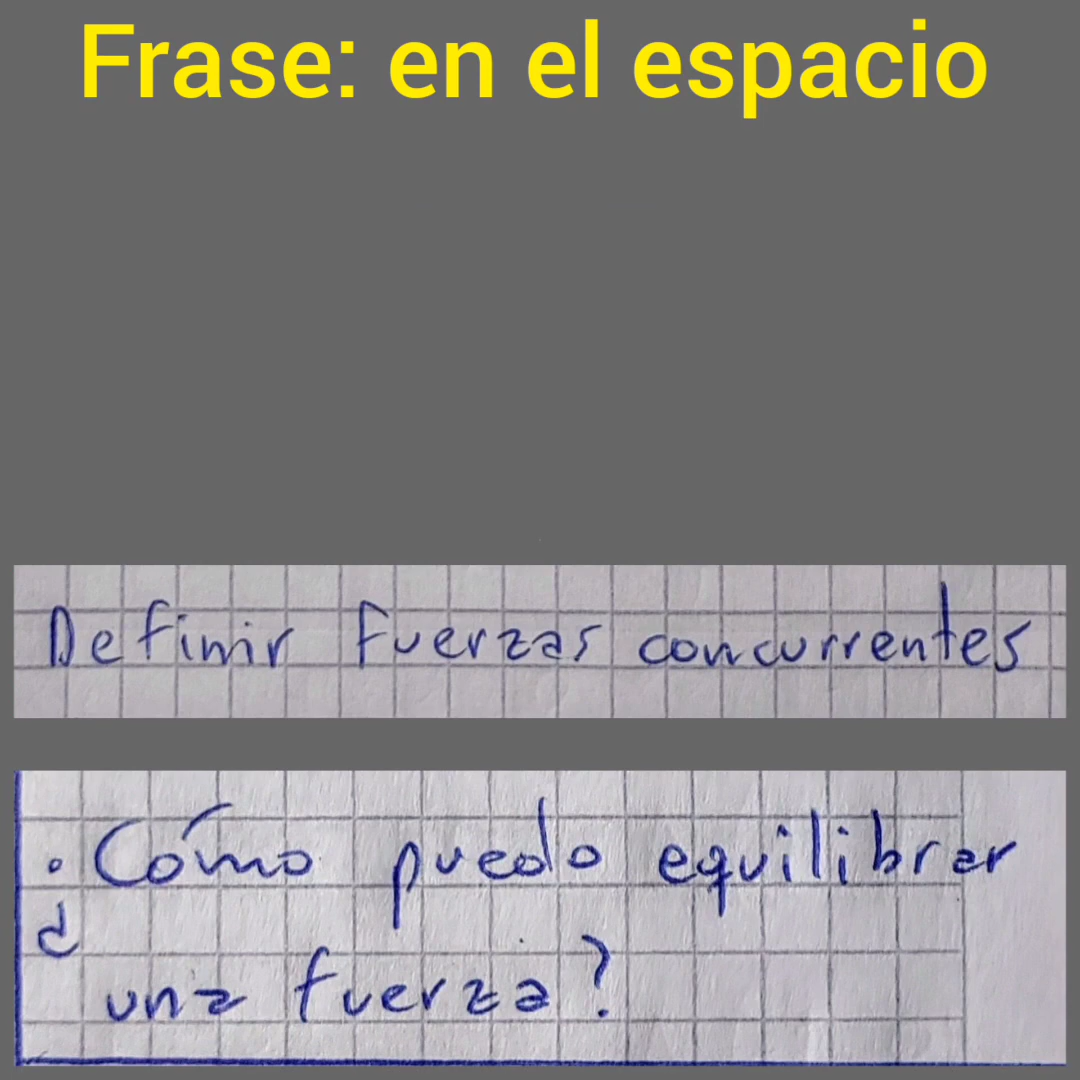 Frase: en el espacio
Definir fuerzas concurrentes
¿Cómo puedo equilibrar
una fuerza?